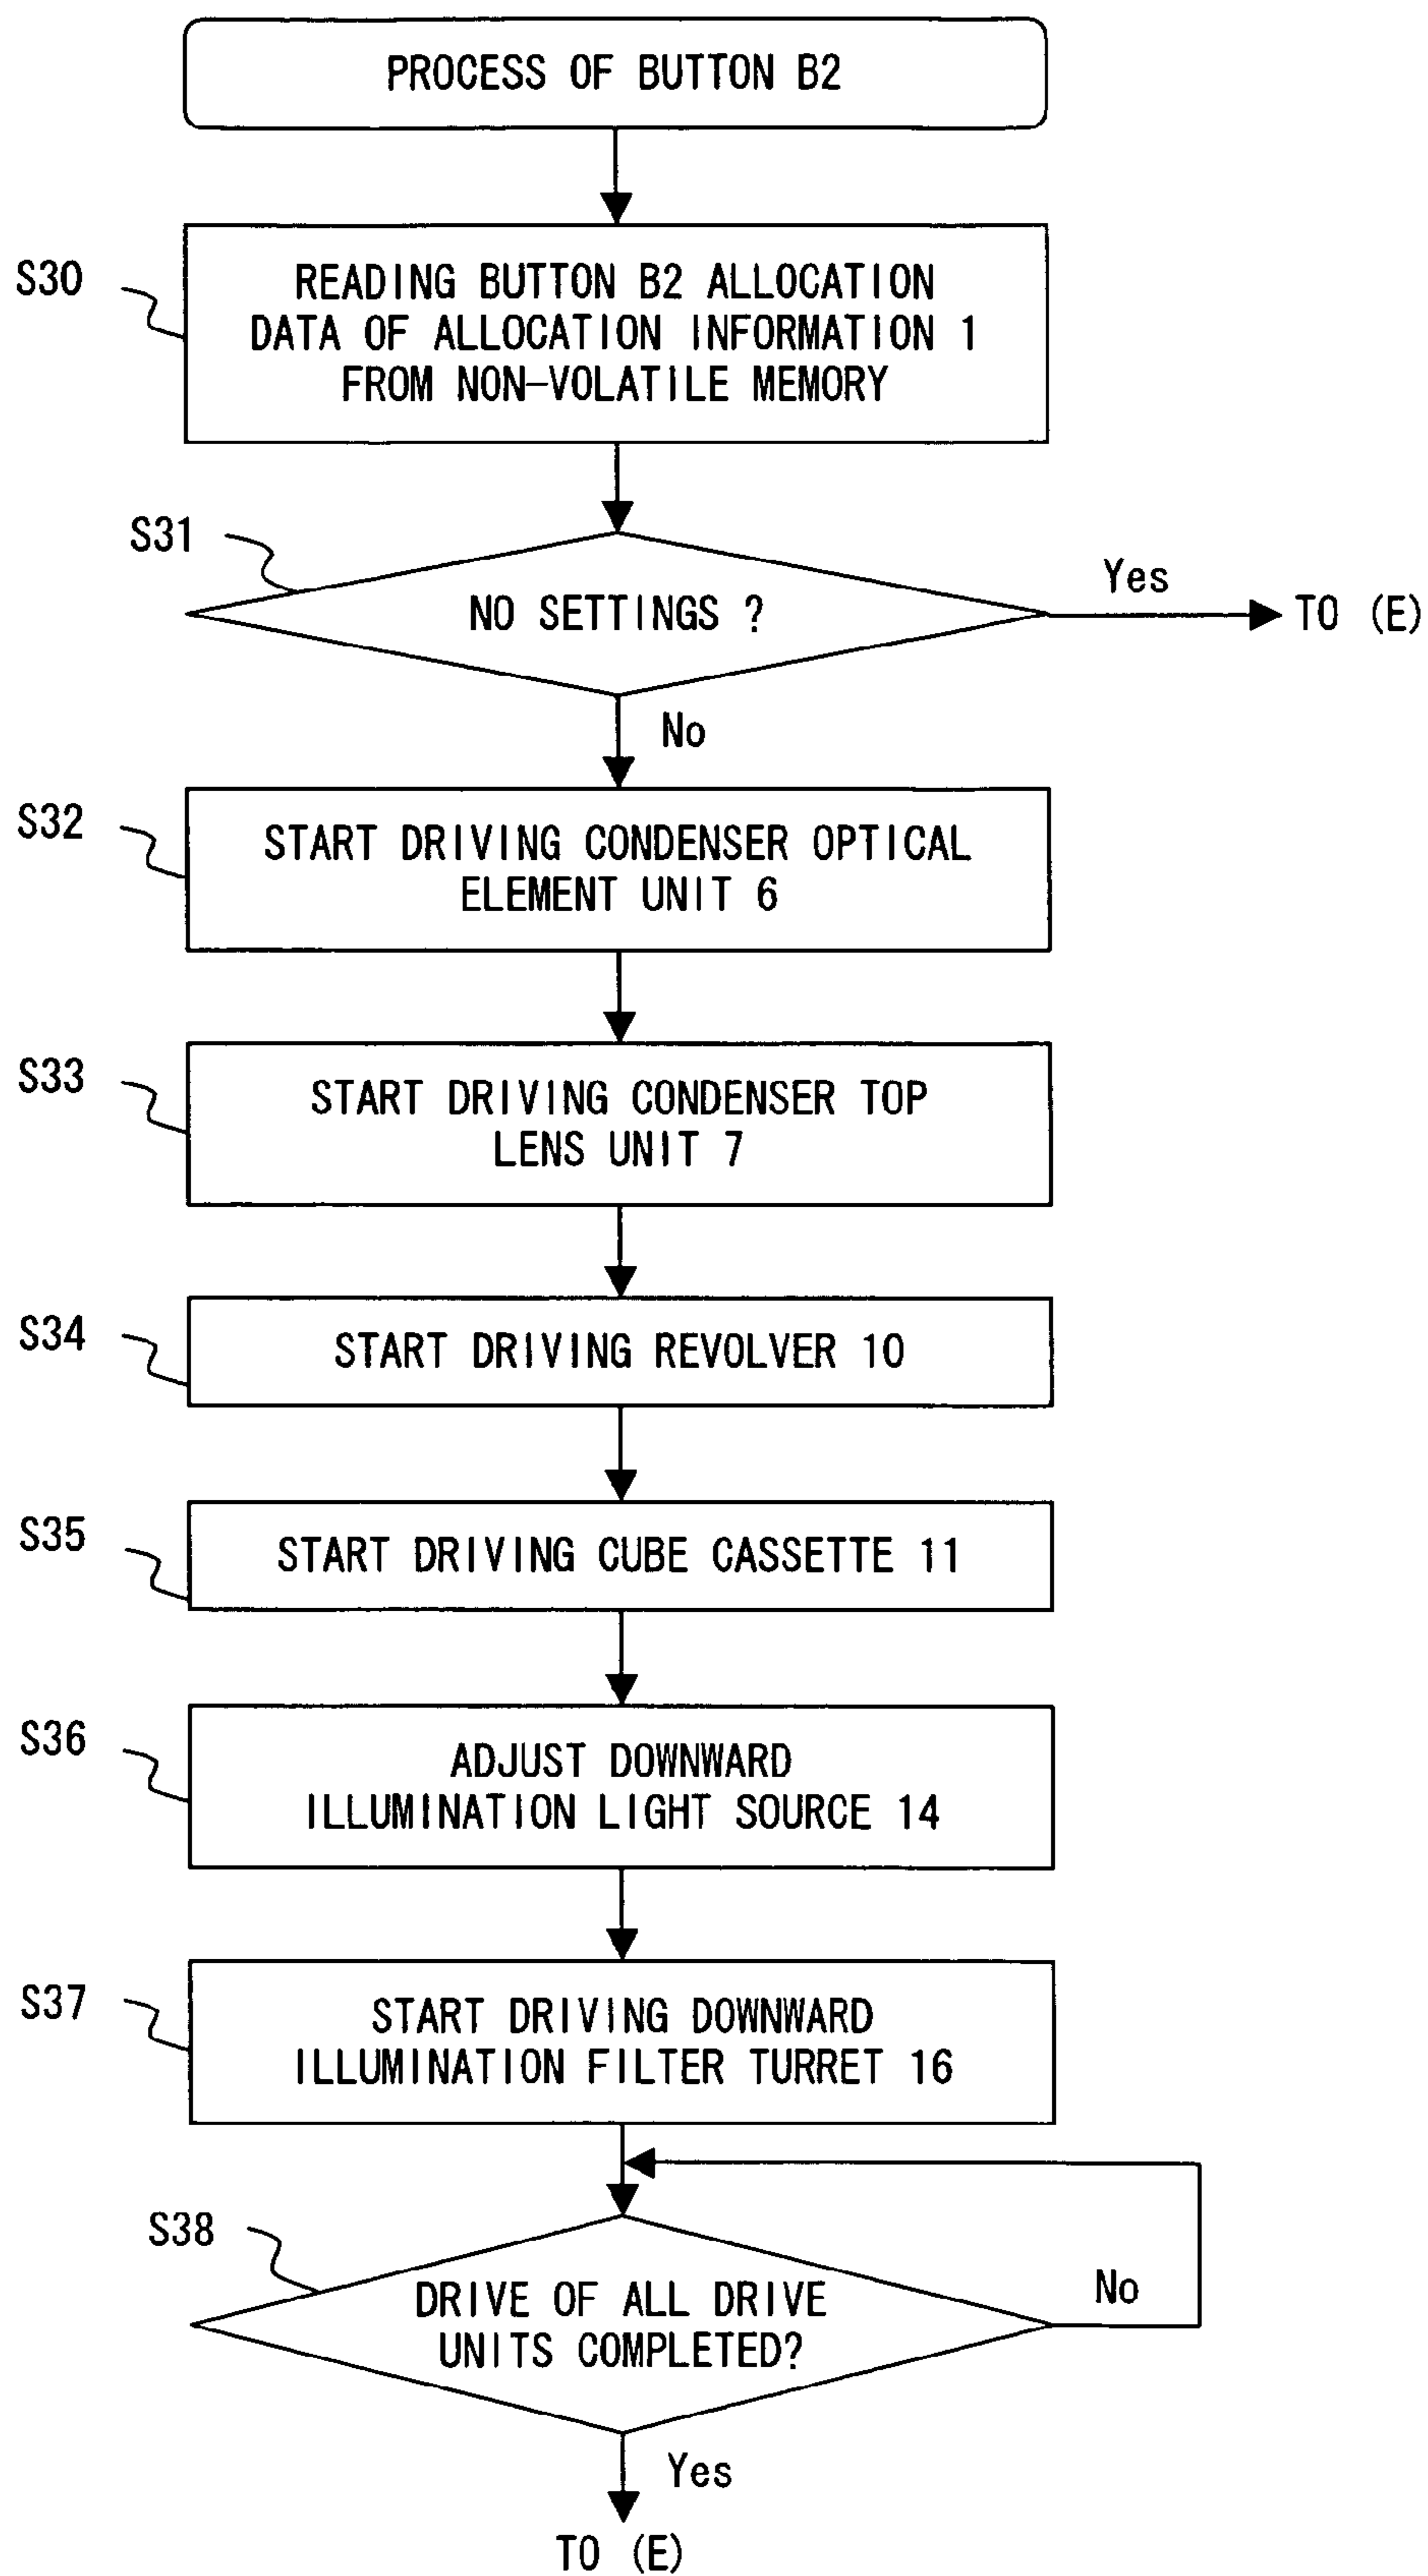 PROCESS OF BUTTON B2
S30
READING BUTTON B2 ALLOCATION
DATA OF ALLOCATION INFORMATION 1
FROM NON-VOLATILE MEMORY
S31
NO SETTINGS ?
Yes
TO (E)
No
S32
START DRIVING CONDENSER OPTICAL
ELEMENT UNIT 6
S33
START DRIVING CONDENSER TOP
LENS UNIT 7
S34
START DRIVING REVOLVER 10
S35
START DRIVING CUBE CASSETTE 11
S36
ADJUST DOWNWARD
ILLUMINATION LIGHT SOURCE 14
S37
START DRIVING DOWNWARD
ILLUMINATION FILTER TURRET 16
S38
DRIVE OF ALL DRIVE
UNITS COMPLETED?
No
Yes
TO (E)